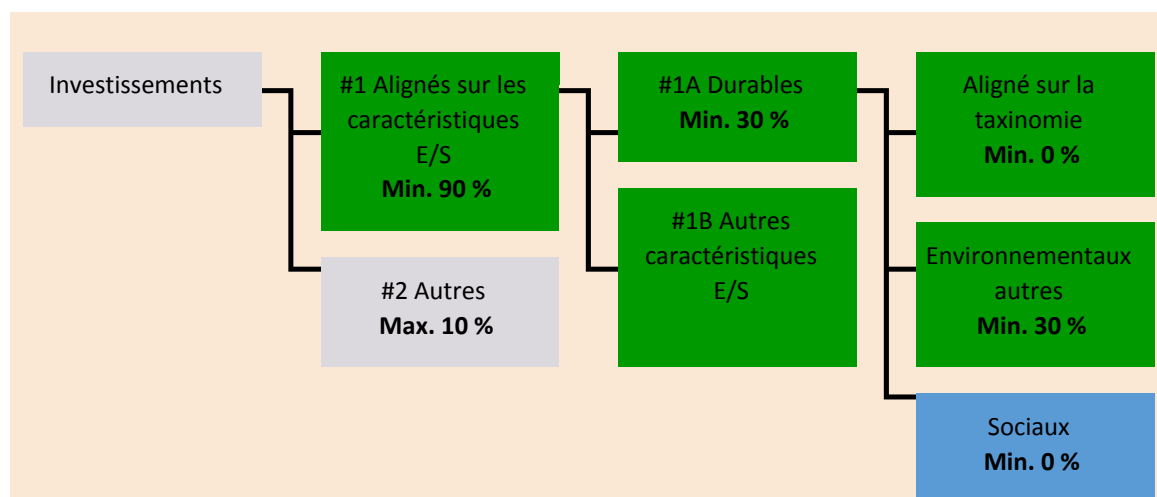 Investissements
#1 Alignés sur les
caractéristiques
E/S
Min. 90 %
#2 Autres
Max. 10 %
#1A Durables
Min. 30 %
#1B Autres
caractéristiques
E/S
Aligné sur la
taxinomie
Min. 0 %
Environnementaux
autres
Min. 30 %
Sociaux
Min. 0 %